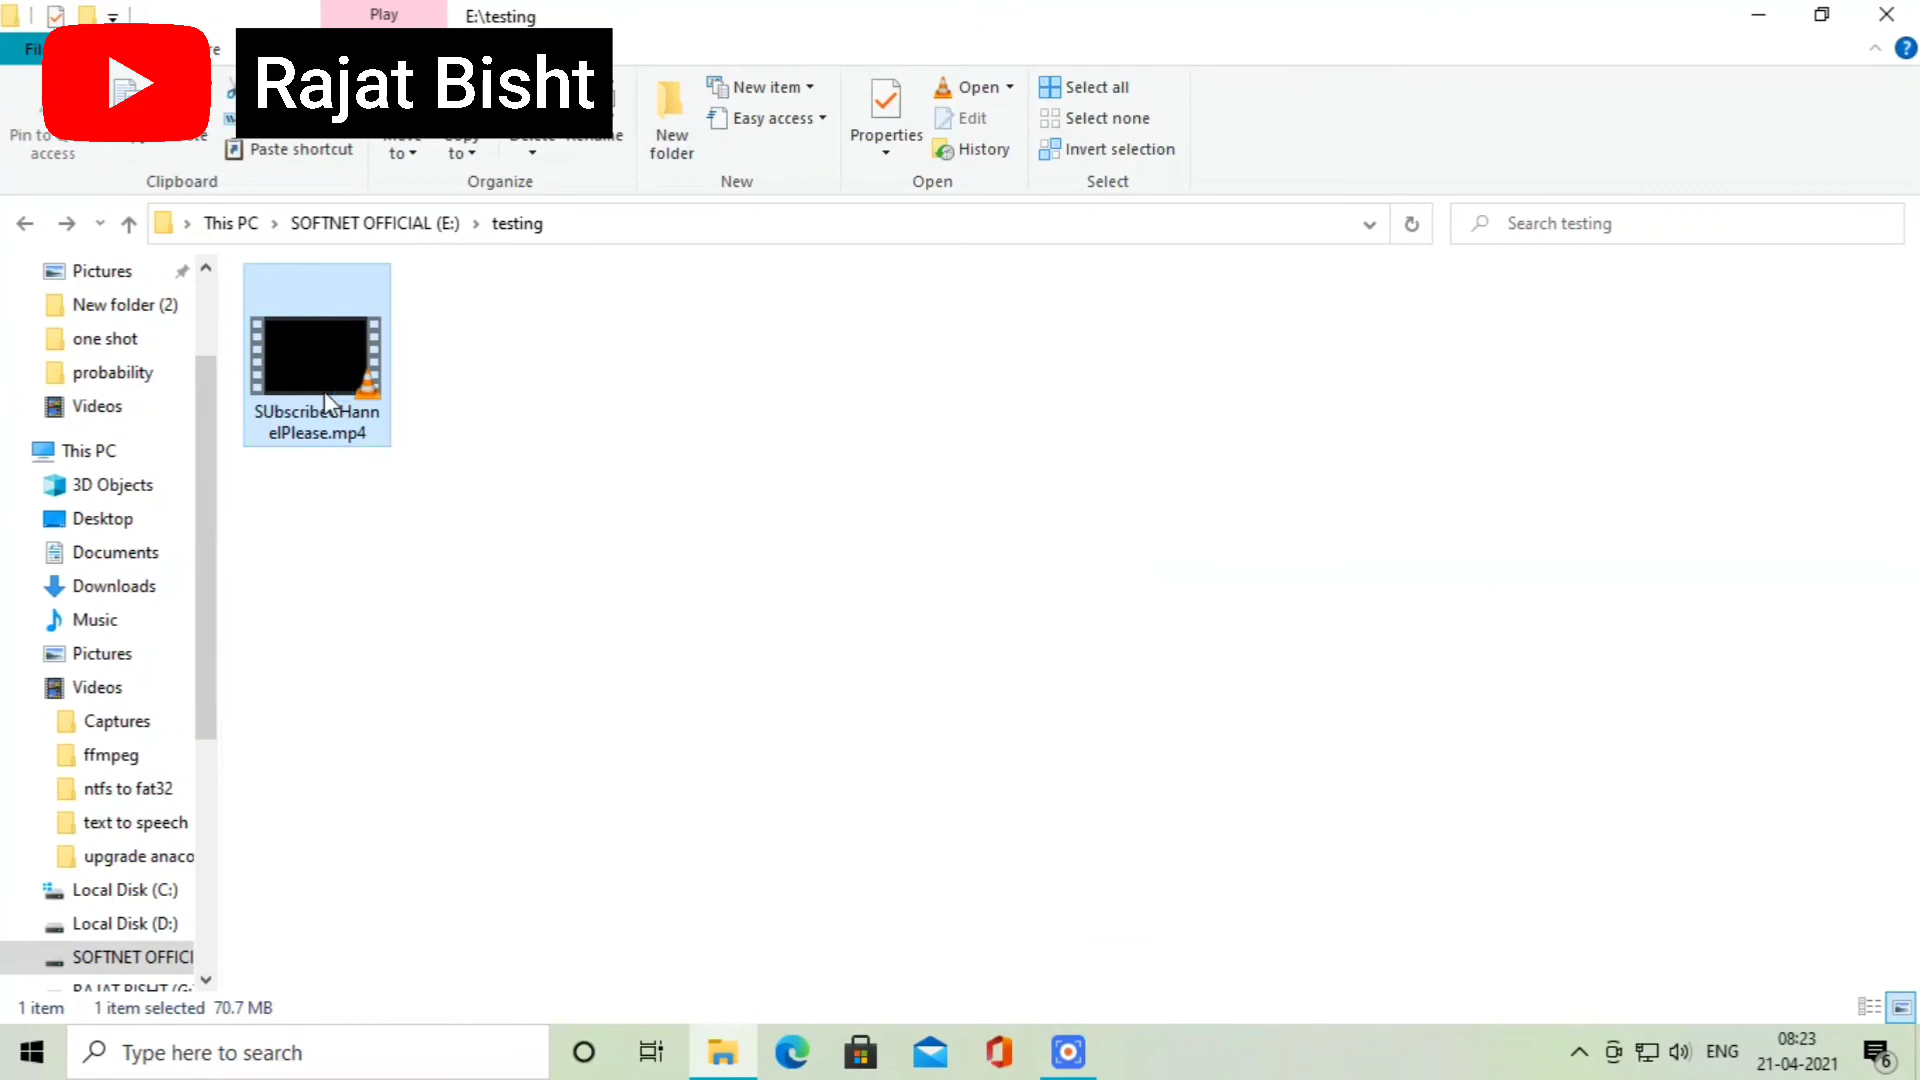 Play
E:\testing
Rajat Bisht
New item
Open
Select all
Easy access
Edit
Select none
Pin to
access
Paste shortcut
to
to
New
folder
Properties
History
Invert selection
Clipboard
Organize
New
Open
Select
This PC
SOFTNET OFFICIAL (E:)
testing
Search testing
Pictures
New folder (2)
one shot
probability
Videos
elPlease.mp4
This PC
3D Objects
Desktop
Documents
Downloads
Music
Pictures
Videos
Captures
ffmpeg
ntfs to fat32
text to speech
upgrade anaco
Local Disk (C:)
Local Disk (D:)
SOFTNET OFFICI
1 item
1 item selected 70.7 MB
Type here to search
ENG
08:23
21-04-2021
6